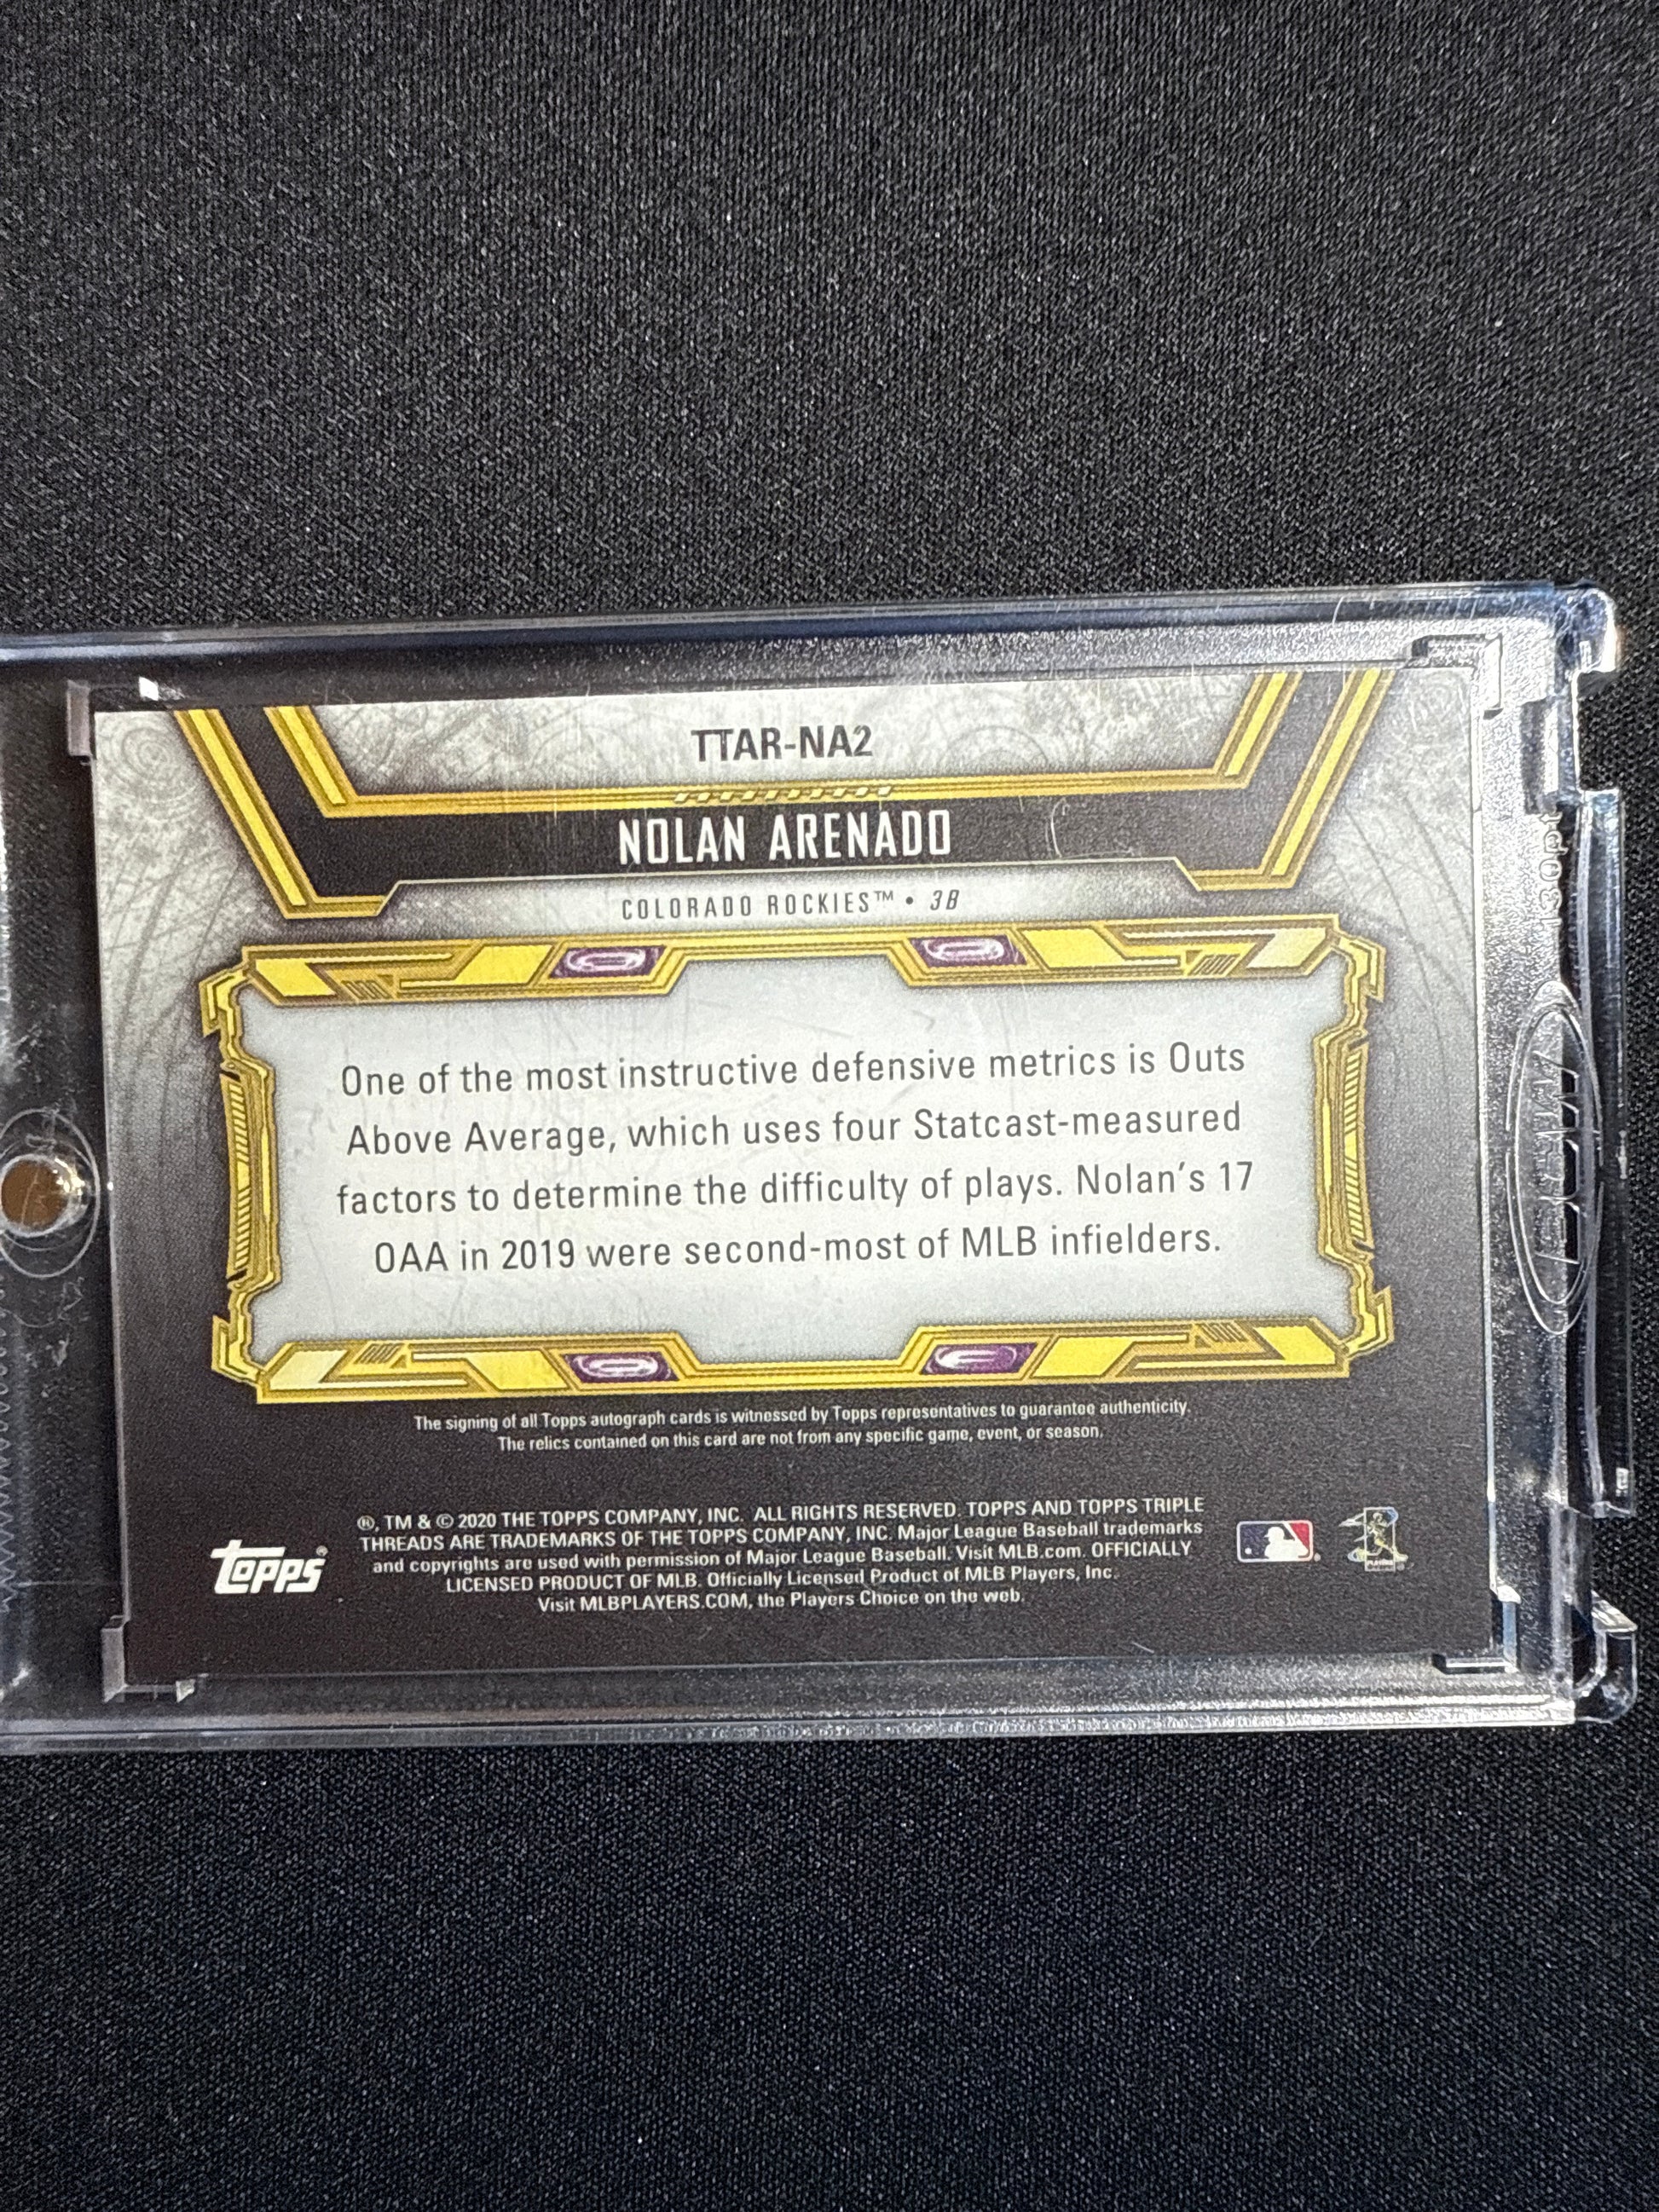 TTAR-NA2
NOLAN ARENADO
COLORADO ROCKIES™ • 3B
One of the most instructive defensive metrics is Outs
Above Average, which uses four Statcast-measured
factors to determine the difficulty of plays. Nolan's 17
OAA in 2019 were second-most of MLB infielders.
The signing of all Topps autograph cards is witnessed by Topps representatives to guarantee authenticity.
The relics contained on this card are not from any specific game, event, or season.
®, TM & © 2020 THE TOPPS COMPANY, INC. ALL RIGHTS RESERVED. TOPPS AND TOPPS TRIPLE
THREADS ARE TRADEMARKS OF THE TOPPS COMPANY, INC. Major League Baseball trademarks
and copyrights are used with permission of Major League Baseball. Visit MLB.com. OFFICIALLY
LICENSED PRODUCT OF MLB. Officially Licensed Product of MLB Players, Inc.
Visit MLBPLAYERS.COM, the Players Choice on the web.
topps®
130pt